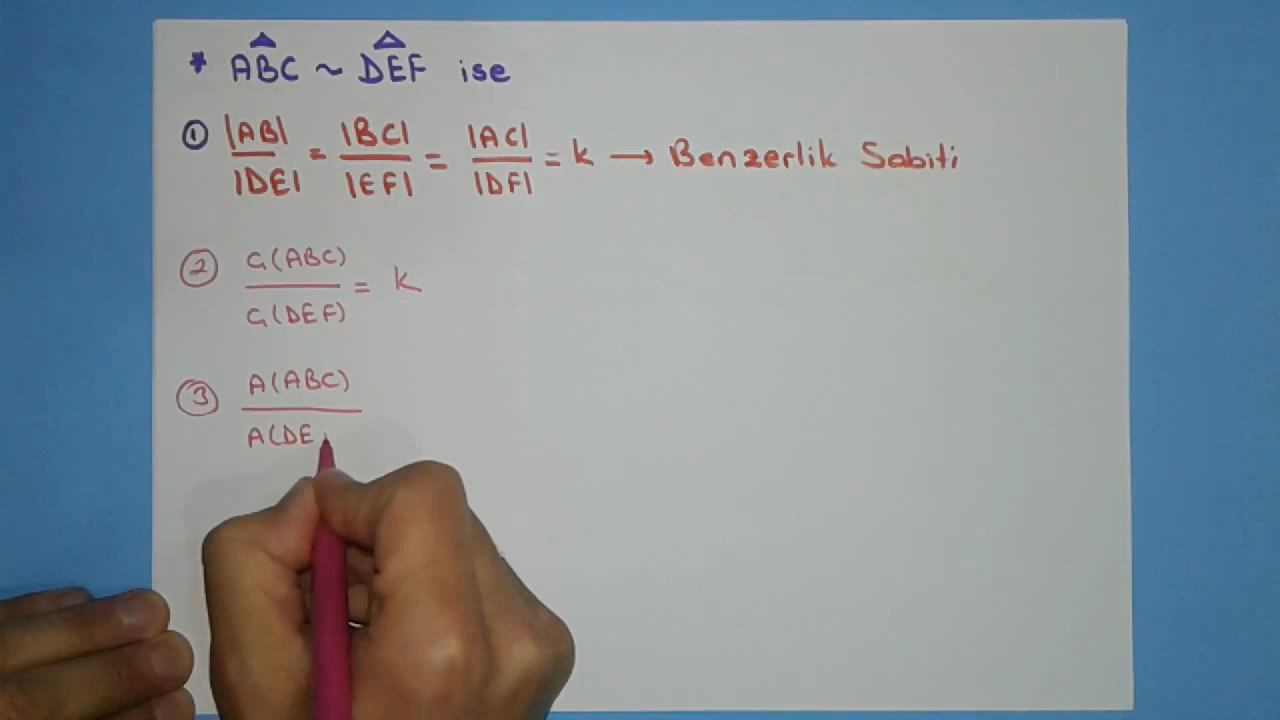 * ABC ~ DEF ise
① |AB|/|DE| = |BC|/|EF| = |AC|/|DF| = k → Benzerlik Sabiti
② G(ABC)/G(DEF) = k
③ A(ABC)/A(DE